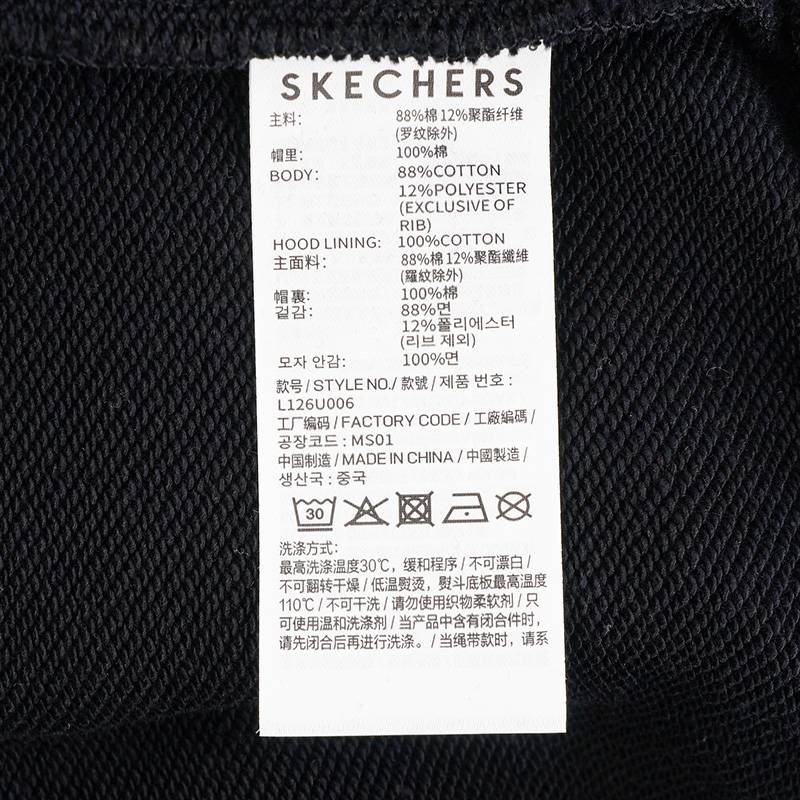 SKECHERS
主料: 88%棉 12%聚酯纤维
(罗纹除外)
帽里: 100%棉
BODY: 88%COTTON
12%POLYESTER
(EXCLUSIVE OF
RIB)
HOOD LINING: 100%COTTON
主面料: 88%棉 12%聚酯纖維
(羅紋除外)
帽裏: 100%棉
겉감: 88%면
12%폴리에스터
(리브 제외)
모자 안감: 100%면
款号 / STYLE NO./ 款號 / 제품 번호 :
L126U006
工厂编码 / FACTORY CODE / 工廠編碼 /
공장코드 : MS01
中国制造 / MADE IN CHINA / 中國製造 /
생산국 : 중국
30
洗涤方式:
最高洗涤温度30℃，缓和程序 / 不可漂白 /
不可翻转干燥 / 低温熨烫，熨斗底板最高温度
110℃ / 不可干洗 / 请勿使用织物柔软剂 / 只
可使用温和洗涤剂 / 当产品中含有闭合件时，
请先闭合后再进行洗涤。 / 当绳带款时，请系